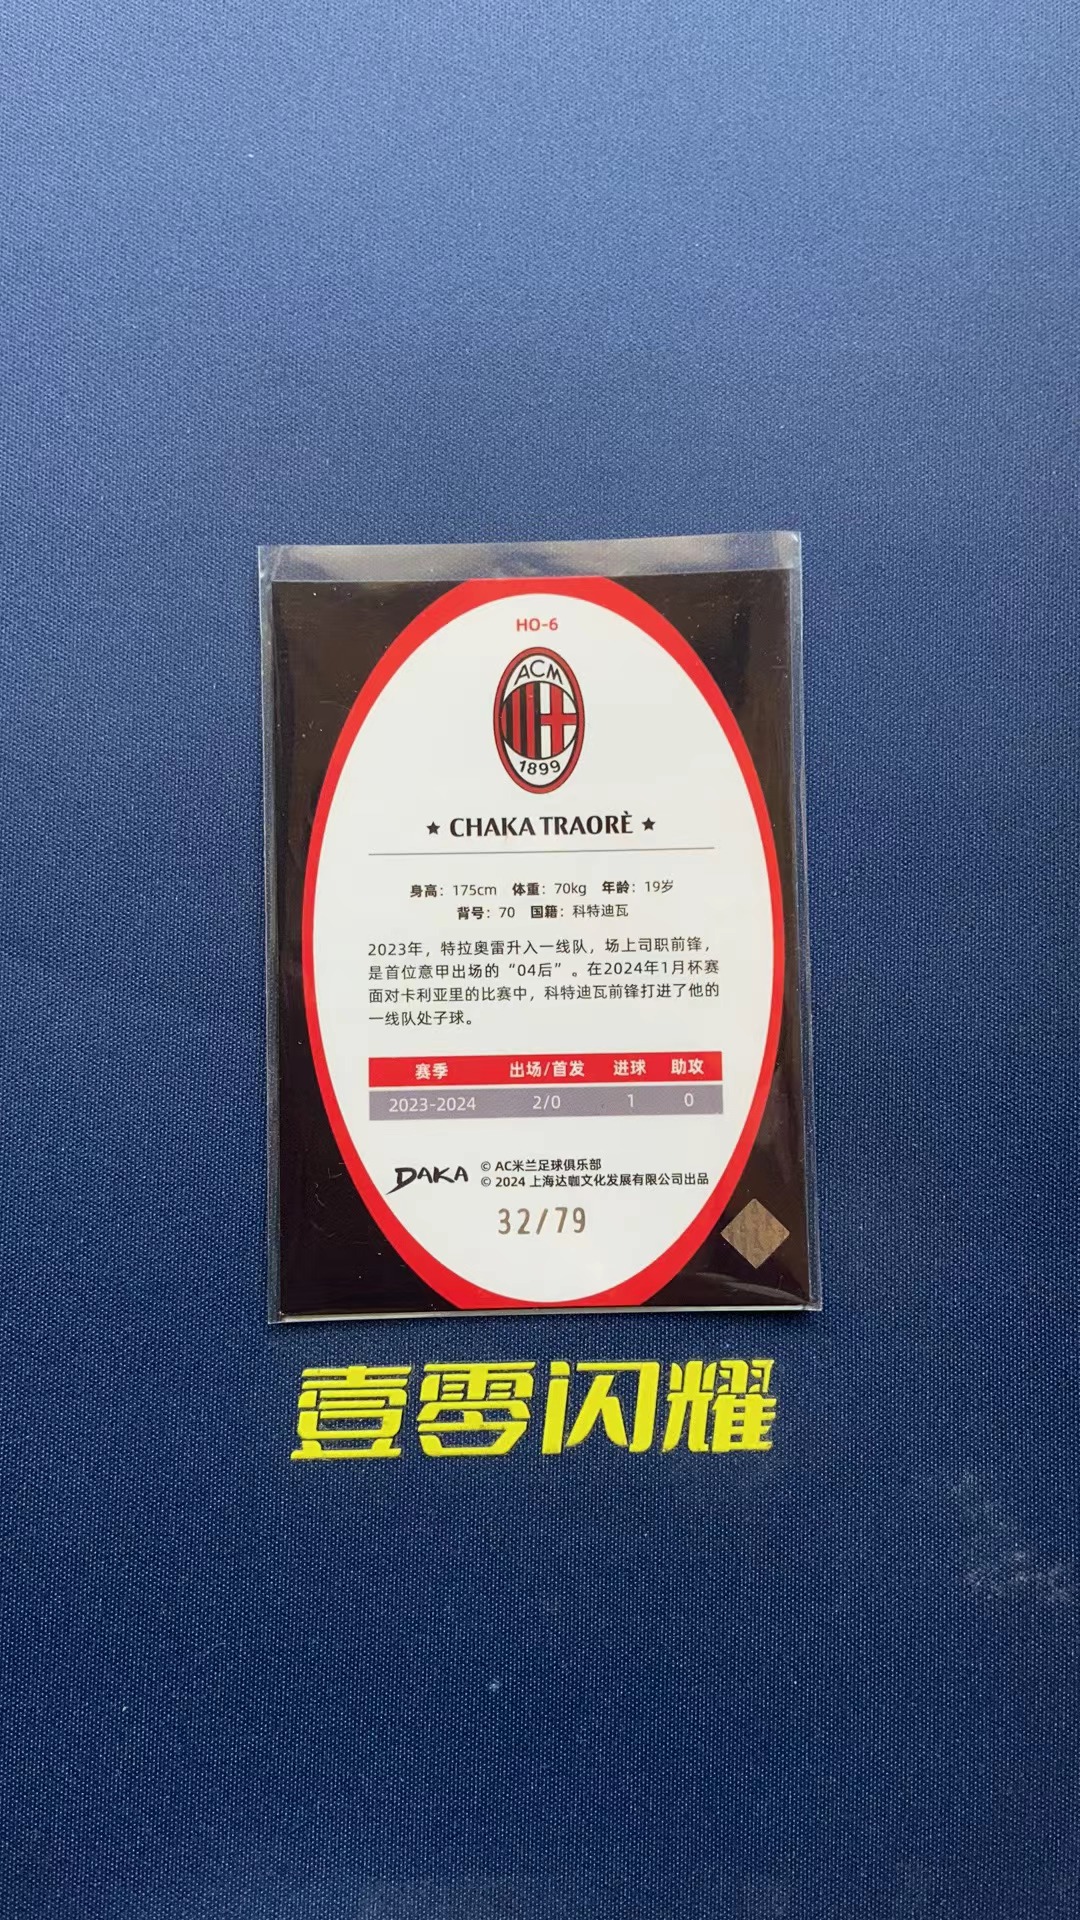 HO-6
ACM
1899
★ CHAKA TRAORÈ ★
身高：175cm 体重：70kg 年龄：19岁
背号：70 国籍：科特迪瓦
2023年，特拉奥雷升入一线队，场上司职前锋，
是首位意甲出场的“04后”。在2024年1月杯赛
面对卡利亚里的比赛中，科特迪瓦前锋打进了他的
一线队处子球。
赛季 出场/首发 进球 助攻
2023-2024 2/0 1 0
DAKA
© AC米兰足球俱乐部
© 2024 上海达咖文化发展有限公司出品
32/79
壹零闪耀